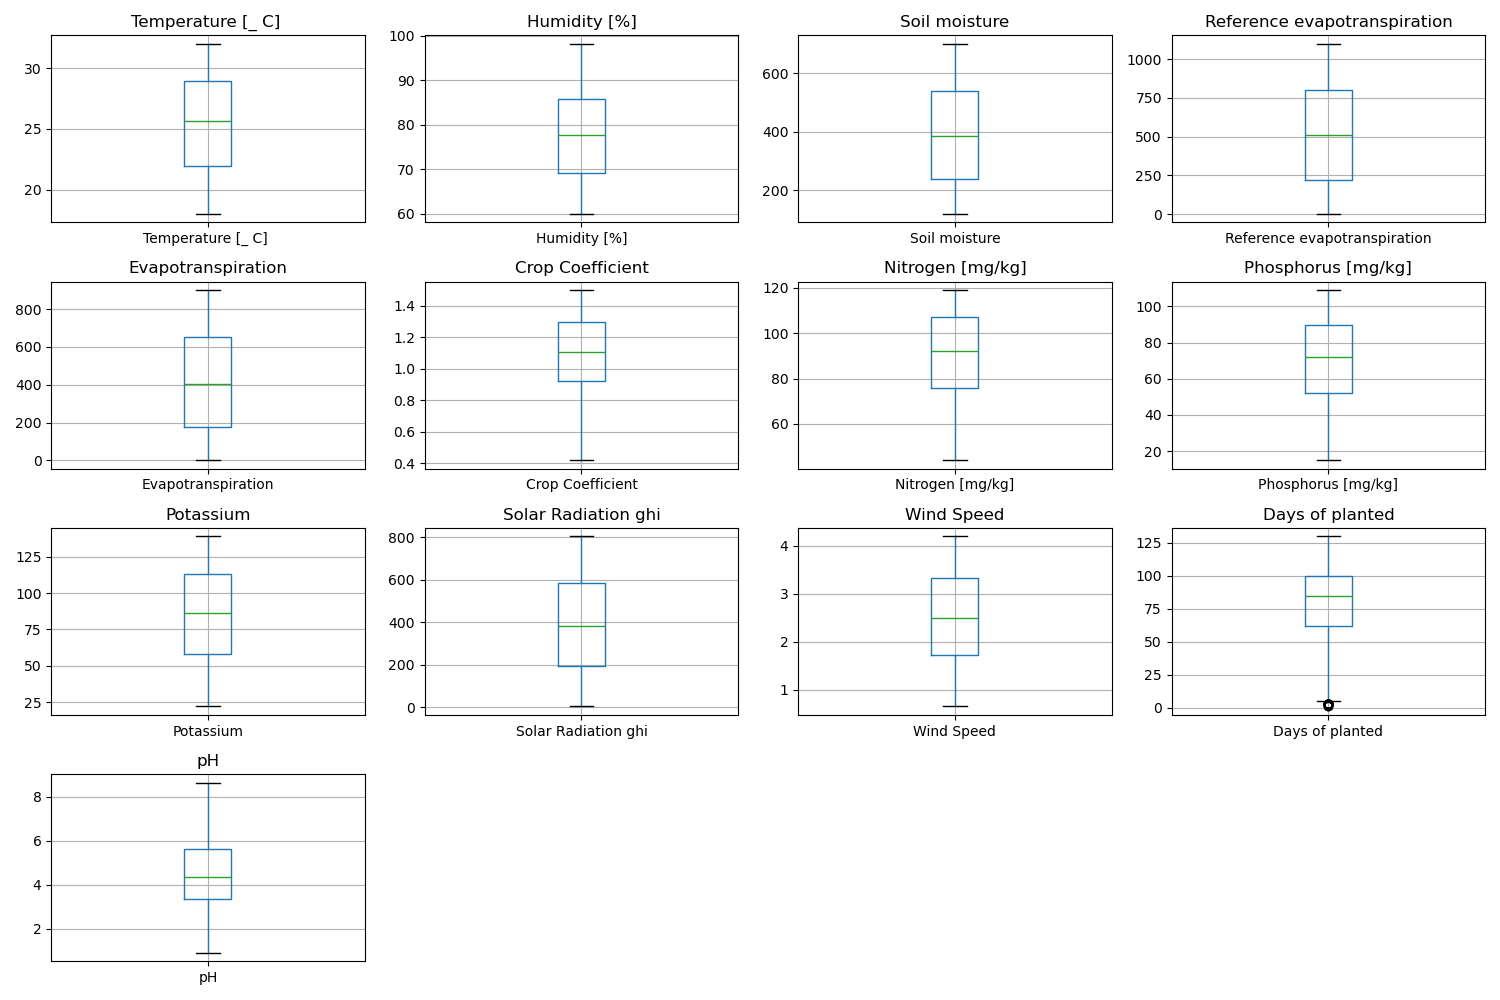 Temperature [_ C]
30
25
20
Temperature [_ C]
Humidity [%]
100
90
80
70
60
Humidity [%]
Soil moisture
600
400
200
Soil moisture
Reference evapotranspiration
1000
750
500
250
0
Reference evapotranspiration
Evapotranspiration
800
600
400
200
0
Evapotranspiration
Crop Coefficient
1.4
1.2
1.0
0.8
0.6
0.4
Crop Coefficient
Nitrogen [mg/kg]
120
100
80
60
Nitrogen [mg/kg]
Phosphorus [mg/kg]
100
80
60
40
20
Phosphorus [mg/kg]
Potassium
125
100
75
50
25
Potassium
Solar Radiation ghi
800
600
400
200
0
Solar Radiation ghi
Wind Speed
4
3
2
1
Wind Speed
Days of planted
125
100
75
50
25
0
Days of planted
pH
8
6
4
2
pH